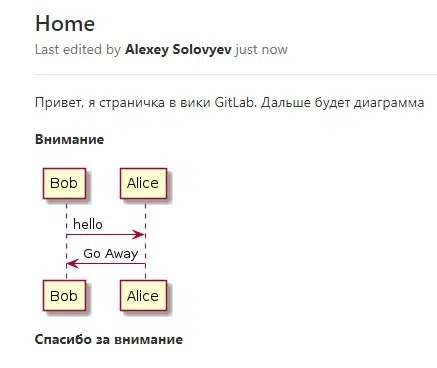 Home
Last edited by Alexey Solovyev just now
Привет, я страничка в вики GitLab. Дальше будет диаграмма
Внимание
Bob Alice
hello
Go Away
Bob Alice
Спасибо за внимание